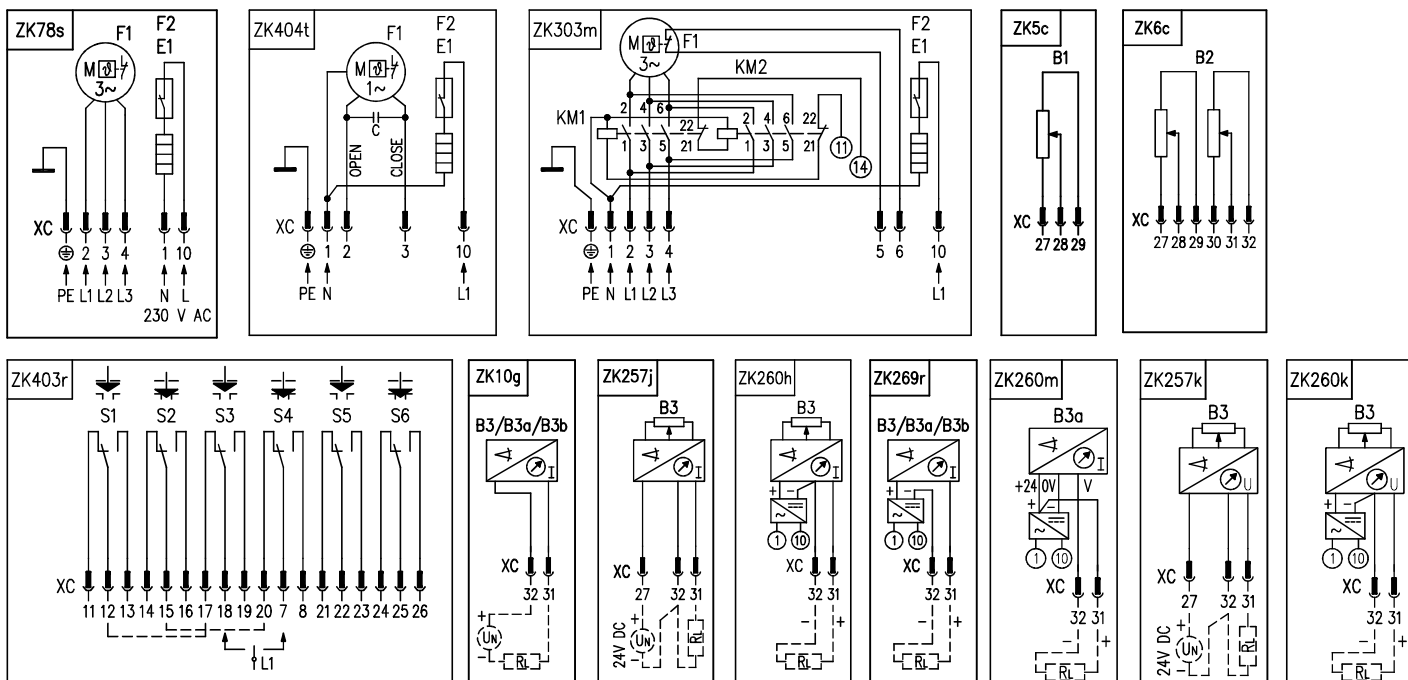 ZK78s
F1
F2
E1
M ϑ
3~
XC
2 3 4 1 10
PE L1 L2 L3 N L
230 V AC
ZK404t
F1
F2
E1
M ϑ
1~
C
OPEN
CLOSE
XC
1 2 3 10
PE N L1
ZK303m
F1
F2
E1
M ϑ
3~
KM2
KM1
2 4 6 22 2 4 6 22
1 3 5 21 1 3 5 21
11
14
XC
1 2 3 4 5 6 10
PE N L1 L2 L3 L1
ZK5c
B1
XC
27 28 29
ZK6c
B2
XC
27 28 29 30 31 32
ZK403r
S1 S2 S3 S4 S5 S6
XC
11 12 13 14 15 16 17 18 19 20 7 8 21 22 23 24 25 26
L1
ZK10g
B3/B3a/B3b
I
XC
32 31
+
UN
-
RL
ZK257j
B3
I
XC
27 32 31
24V DC
+
UN
-
RL
ZK260h
B3
I
+ -
~
1 10
XC
32 31
- +
RL
ZK269r
B3/B3a/B3b
I
+ -
~
1 10
XC
32 31
- +
RL
ZK260m
B3a
I
+24 0V V
+ -
~
1 10
XC
32 31
- +
RL
ZK257k
B3
U
XC
27 32 31
24V DC
+
UN
-
RL
ZK260k
B3
U
+ -
~
1 10
XC
32 31
- +
RL